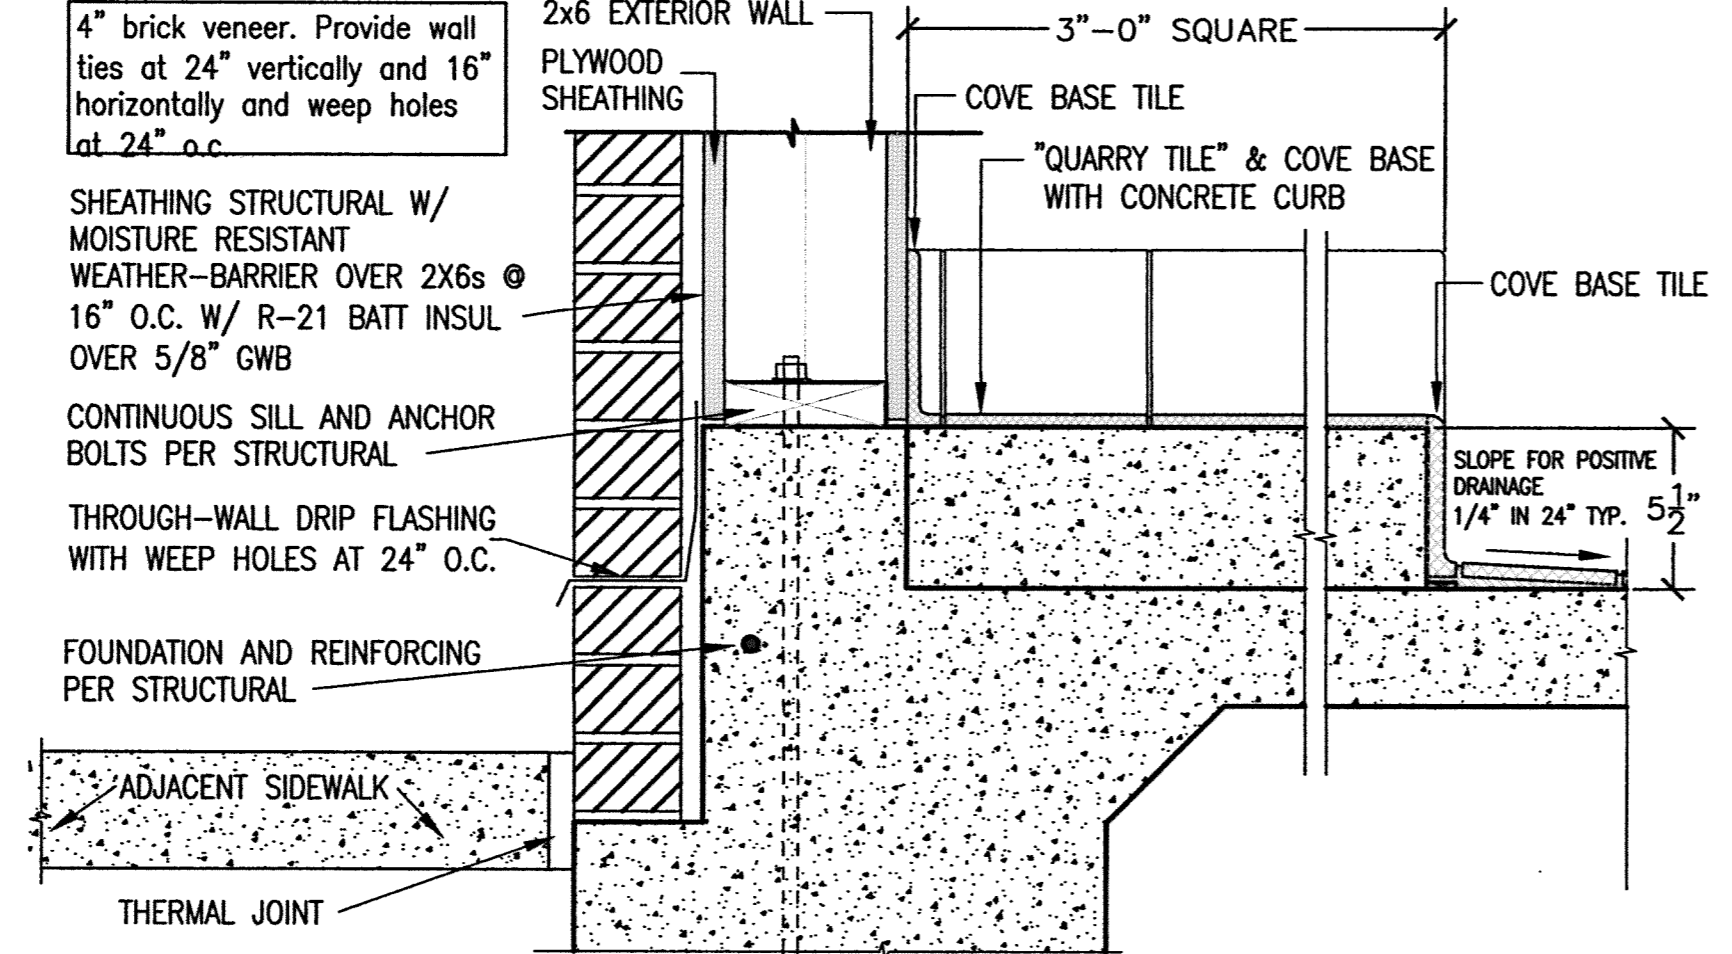 4” brick veneer. Provide wall
ties at 24” vertically and 16”
horizontally and weep holes
at 24” o.c.
2x6 EXTERIOR WALL
PLYWOOD
SHEATHING
3”–0” SQUARE
COVE BASE TILE
”QUARRY TILE” & COVE BASE
WITH CONCRETE CURB
COVE BASE TILE
SHEATHING STRUCTURAL W/
MOISTURE RESISTANT
WEATHER–BARRIER OVER 2X6s @
16” O.C. W/ R–21 BATT INSUL
OVER 5/8” GWB
CONTINUOUS SILL AND ANCHOR
BOLTS PER STRUCTURAL
SLOPE FOR POSITIVE
DRAINAGE
1/4” IN 24” TYP.
5 1/2”
THROUGH–WALL DRIP FLASHING
WITH WEEP HOLES AT 24” O.C.
FOUNDATION AND REINFORCING
PER STRUCTURAL
ADJACENT SIDEWALK
THERMAL JOINT